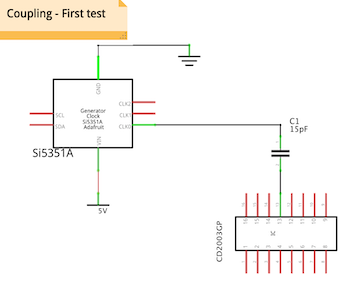 Coupling - First test
GND
Generator
Clock
Si5351A
Adafruit
SCL
SDA
CLK2
CLK1
CLK0
VIN
Si5351A
5V
C1
15pF
CD2003GP